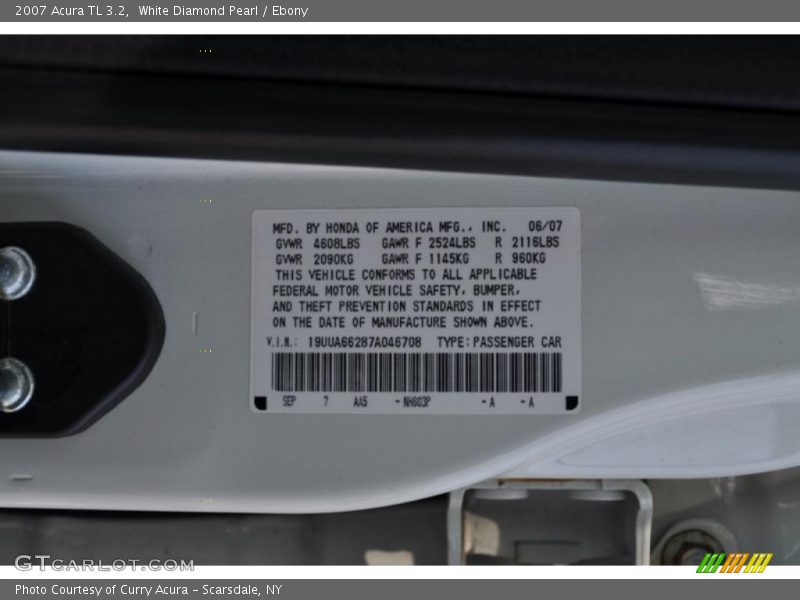 2007 Acura TL 3.2,  White Diamond Pearl / Ebony
MFD. BY HONDA OF AMERICA MFG., INC. 06/07
GVWR 4608LBS GAWR F 2524LBS R 2116LBS
GVWR 2090KG GAWR F 1145KG R 960KG
THIS VEHICLE CONFORMS TO ALL APPLICABLE
FEDERAL MOTOR VEHICLE SAFETY, BUMPER,
AND THEFT PREVENTION STANDARDS IN EFFECT
ON THE DATE OF MANUFACTURE SHOWN ABOVE.
V.I.N.: 19UUA66287A046708 TYPE: PASSENGER CAR
SEP 7 AA5 -NH603P -A -A
GTCARLOT.COM
Photo Courtesy of Curry Acura - Scarsdale, NY